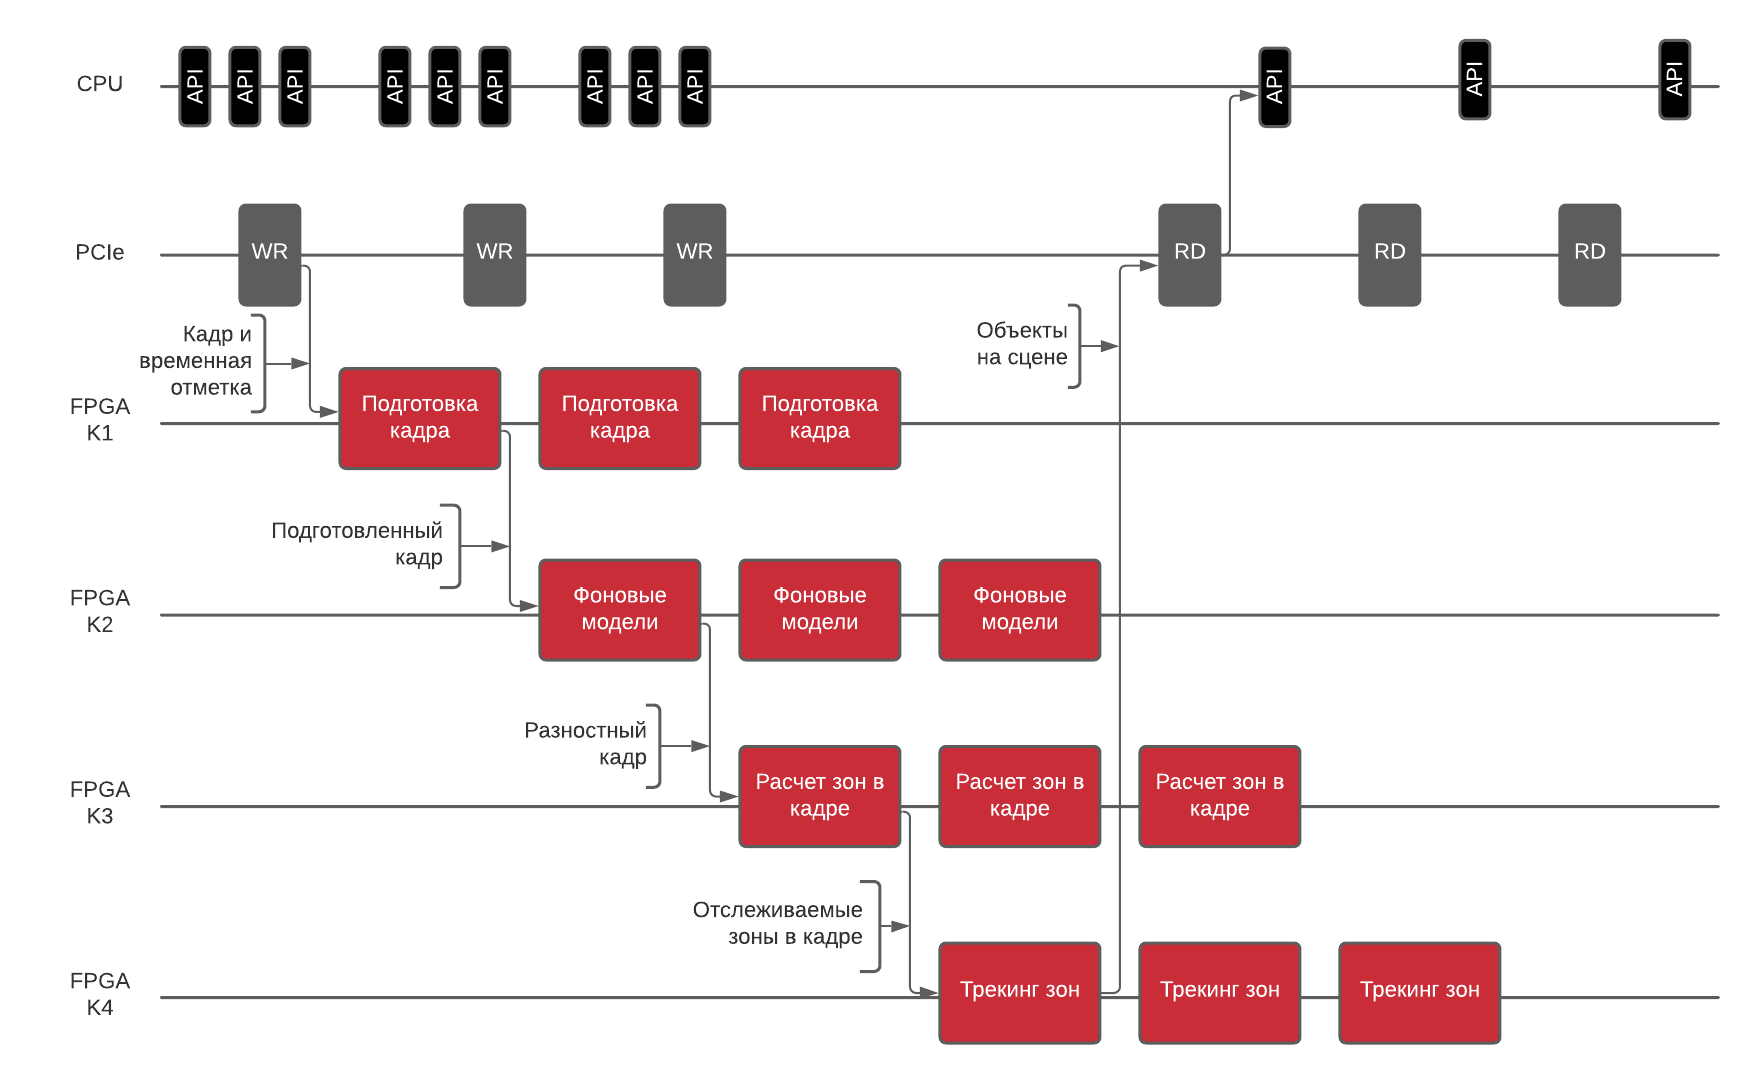 CPU
API
API
API
API
API
API
API
API
API
API
API
API
PCIe
WR
WR
WR
RD
RD
RD
Кадр и
временная
отметка
Объекты
на сцене
FPGA
K1
Подготовка
кадра
Подготовка
кадра
Подготовка
кадра
Подготовленный
кадр
FPGA
K2
Фоновые
модели
Фоновые
модели
Фоновые
модели
Разностный
кадр
FPGA
K3
Расчет зон в
кадре
Расчет зон в
кадре
Расчет зон в
кадре
Отслеживаемые
зоны в кадре
FPGA
K4
Трекинг зон
Трекинг зон
Трекинг зон